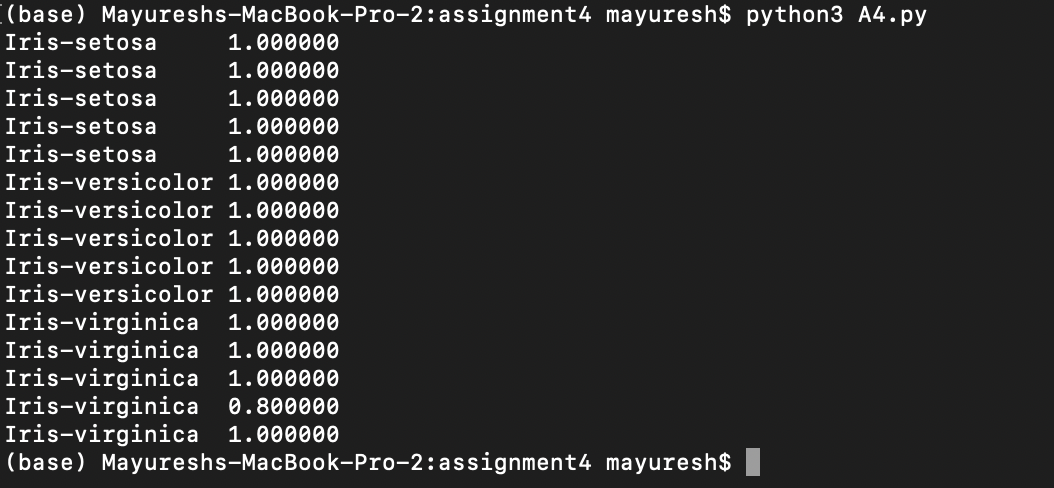 (base) Mayureshs-MacBook-Pro-2:assignment4 mayuresh$ python3 A4.py
Iris-setosa     1.000000
Iris-setosa     1.000000
Iris-setosa     1.000000
Iris-setosa     1.000000
Iris-setosa     1.000000
Iris-versicolor 1.000000
Iris-versicolor 1.000000
Iris-versicolor 1.000000
Iris-versicolor 1.000000
Iris-versicolor 1.000000
Iris-virginica  1.000000
Iris-virginica  1.000000
Iris-virginica  1.000000
Iris-virginica  0.800000
Iris-virginica  1.000000
(base) Mayureshs-MacBook-Pro-2:assignment4 mayuresh$